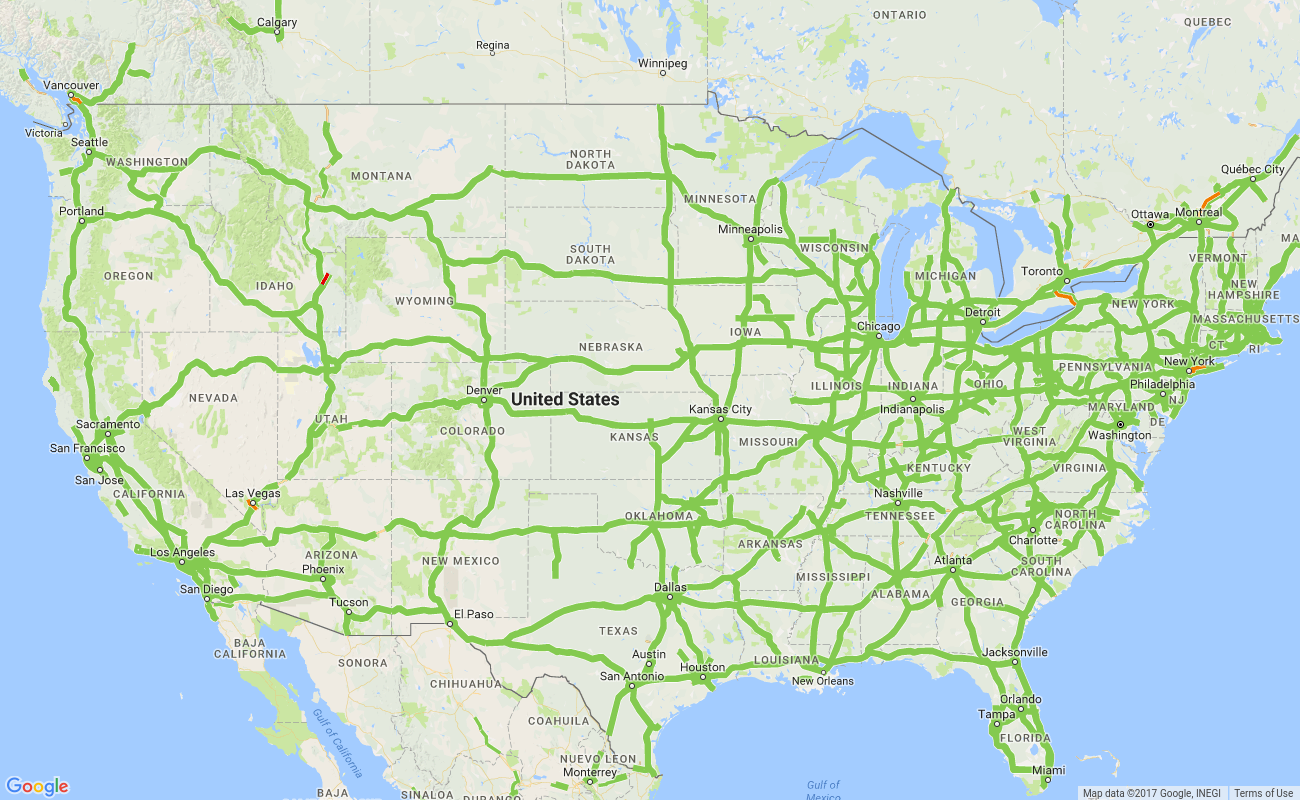 Calgary
ONTARIO
QUEBEC
Regina
Winnipeg
Vancouver
Victoria
Seattle
WASHINGTON
NORTH
DAKOTA
MONTANA
MINNESOTA
Québec City
Portland
Ottawa
Montreal
Minneapolis
WISCONSIN
MA
SOUTH
DAKOTA
VERMONT
OREGON
IDAHO
MICHIGAN
Toronto
NEW
HAMPSHIRE
WYOMING
NEW YORK
Detroit
MASSACHUSETTS
Chicago
IOWA
NEBRASKA
CT
RI
New York
PENNSYLVANIA
ILLINOIS
INDIANA
OHIO
Philadelphia
NEVADA
Denver
United States
NJ
Indianapolis
MARYLAND
Kansas City
UTAH
DE
Sacramento
COLORADO
KANSAS
MISSOURI
WEST
VIRGINIA
Washington
San Francisco
KENTUCKY
VIRGINIA
San Jose
CALIFORNIA
Las Vegas
Nashville
OKLAHOMA
TENNESSEE
NORTH
CAROLINA
Charlotte
Los Angeles
ARIZONA
NEW MEXICO
ARKANSAS
Atlanta
SOUTH
CAROLINA
Phoenix
MISSISSIPPI
San Diego
Dallas
ALABAMA
GEORGIA
Tucson
El Paso
TEXAS
BAJA
CALIFORNIA
SONORA
Austin
LOUISIANA
Jacksonville
Houston
San Antonio
New Orleans
CHIHUAHUA
Orlando
Tampa
COAHUILA
Gulf of
California
FLORIDA
NUEVO LEON
Monterrey
Miami
Gulf of
Mexico
Google
BAJA
SINALOA
DURANGO
Map data ©2017 Google, INEGI
Terms of Use